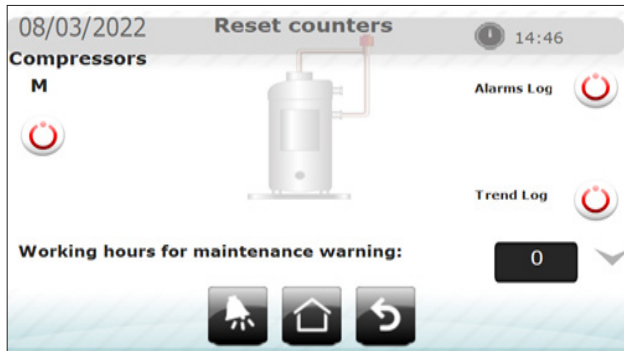 08/03/2022 Reset counters 14:46
Compressors
M
Alarms Log
Trend Log
Working hours for maintenance warning: 0